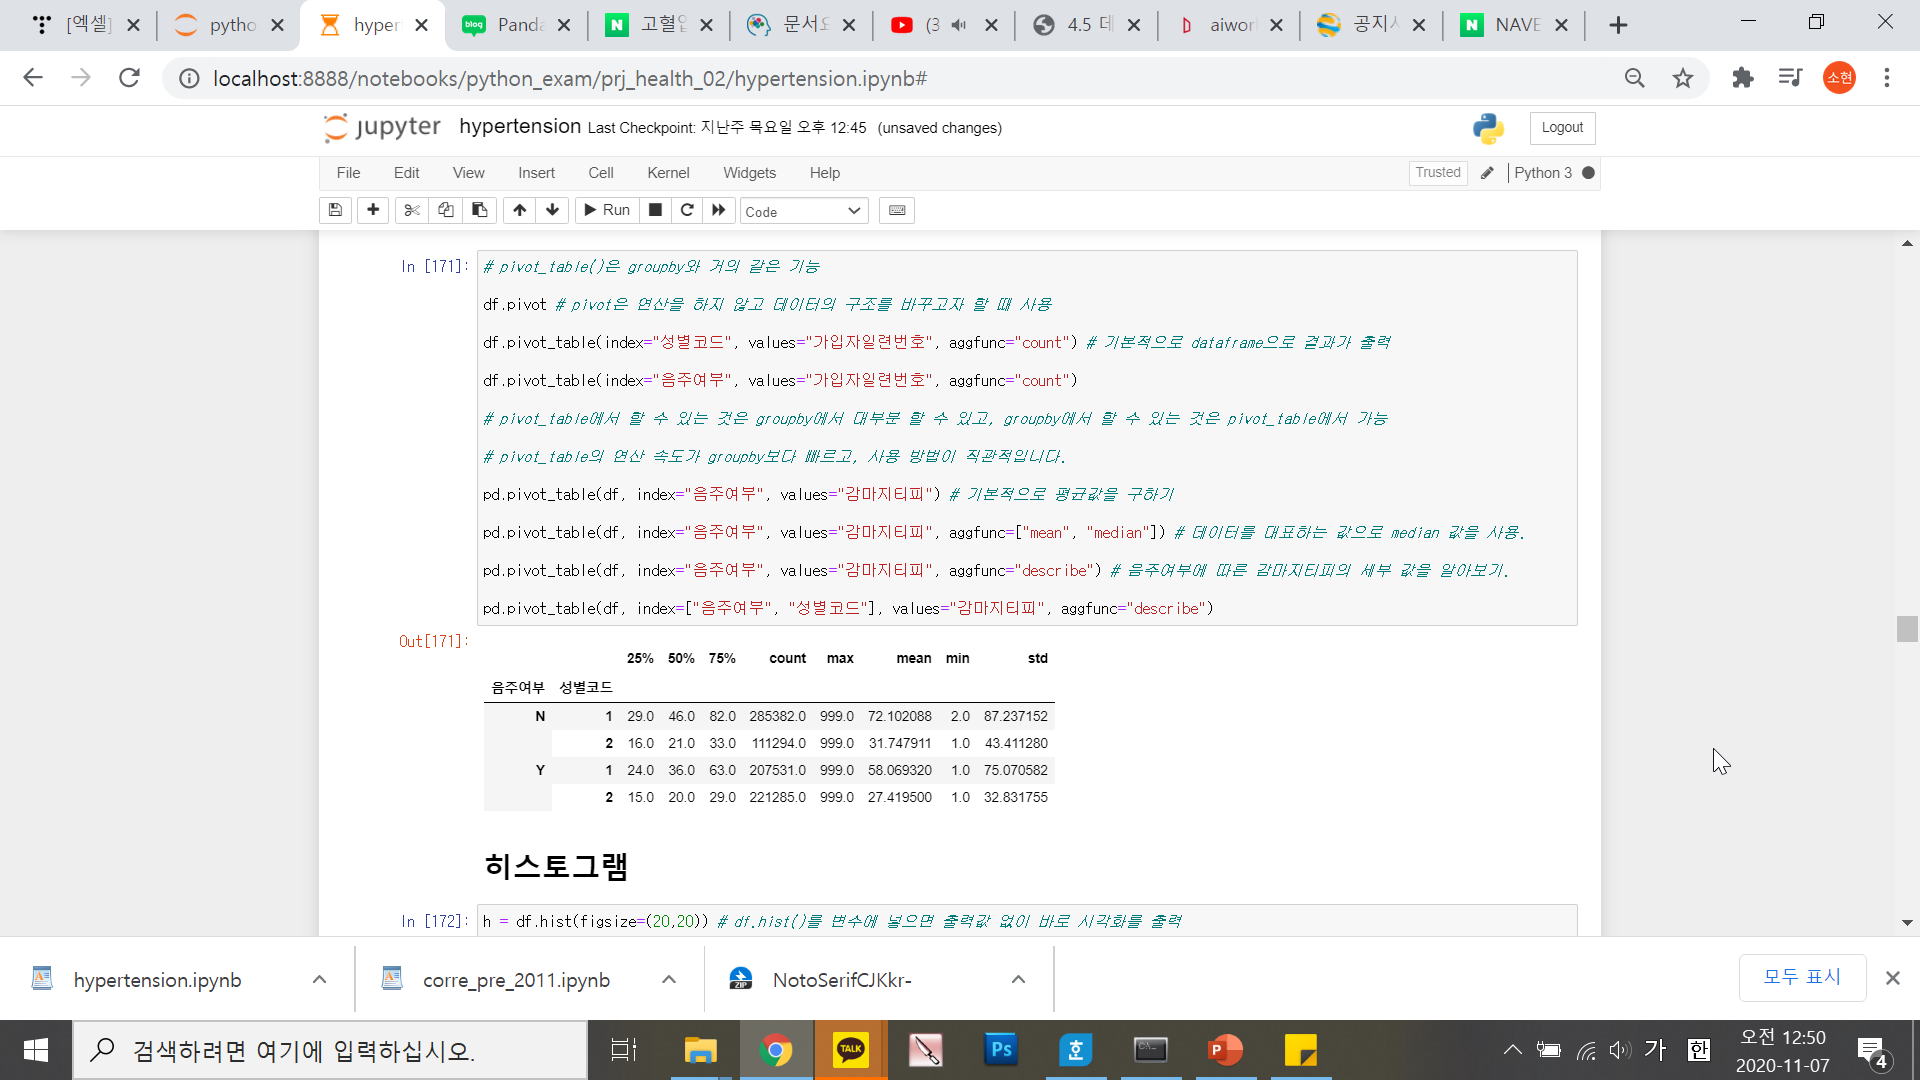 [엑셀]
pytho
hyper
blog Panda
고혈압
문서요
(3
4.5 데
aiwor
공지사
NAVE
localhost:8888/notebooks/python_exam/prj_health_02/hypertension.ipynb#
소현
jupyter hypertension Last Checkpoint: 지난주 목요일 오후 12:45 (unsaved changes)
Logout
File Edit View Insert Cell Kernel Widgets Help
Trusted Python 3
Run Code
In [171]:
# pivot_table()은 groupby와 거의 같은 기능
df.pivot # pivot은 연산을 하지 않고 데이터의 구조를 바꾸고자 할 때 사용
df.pivot_table(index="성별코드", values="가입자일련번호", aggfunc="count") # 기본적으로 dataframe으로 결과가 출력
df.pivot_table(index="음주여부", values="가입자일련번호", aggfunc="count")
# pivot_table에서 할 수 있는 것은 groupby에서 대부분 할 수 있고, groupby에서 할 수 있는 것은 pivot_table에서 가능
# pivot_table의 연산 속도가 groupby보다 빠르고, 사용 방법이 직관적입니다.
pd.pivot_table(df, index="음주여부", values="감마지티피") # 기본적으로 평균값을 구하기
pd.pivot_table(df, index="음주여부", values="감마지티피", aggfunc=["mean", "median"]) # 데이터를 대표하는 값으로 median 값을 사용.
pd.pivot_table(df, index="음주여부", values="감마지티피", aggfunc="describe") # 음주여부에 따른 감마지티피의 세부 값을 알아보기.
pd.pivot_table(df, index=["음주여부", "성별코드"], values="감마지티피", aggfunc="describe")
Out[171]:
25% 50% 75% count max mean min std
음주여부 성별코드
N 1 29.0 46.0 82.0 285382.0 999.0 72.102088 2.0 87.237152
2 16.0 21.0 33.0 111294.0 999.0 31.747911 1.0 43.411280
Y 1 24.0 36.0 63.0 207531.0 999.0 58.069320 1.0 75.070582
2 15.0 20.0 29.0 221285.0 999.0 27.419500 1.0 32.831755
히스토그램
In [172]: h = df.hist(figsize=(20,20)) # df.hist()를 변수에 넣으면 출력값 없이 바로 시각화를 출력
hypertension.ipynb
corre_pre_2011.ipynb
ZIP NotoSerifCJKkr-
모두 표시
검색하려면 여기에 입력하십시오.
TALK
Ps
호
P
가
한
오전 12:50
2020-11-07
4